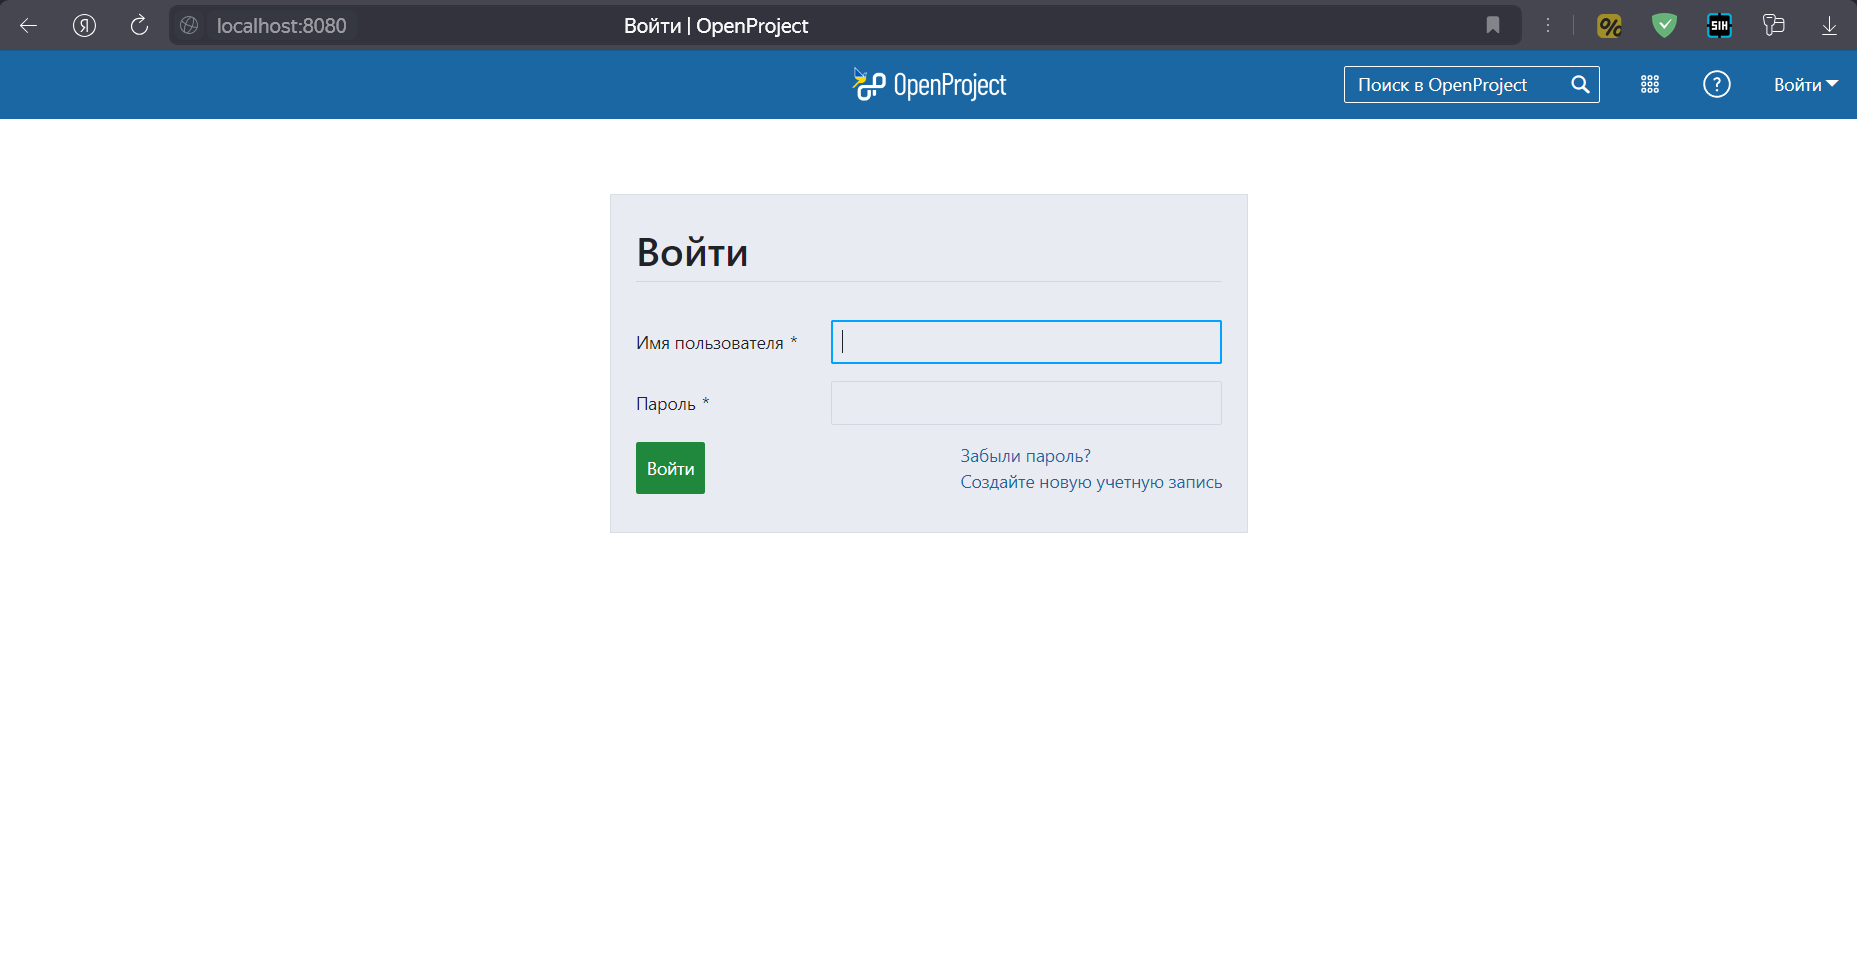 localhost:8080 Войти | OpenProject % SIH
OpenProject Поиск в OpenProject ? Войти
Войти
Имя пользователя *
Пароль *
Войти
Забыли пароль?
Создайте новую учетную запись